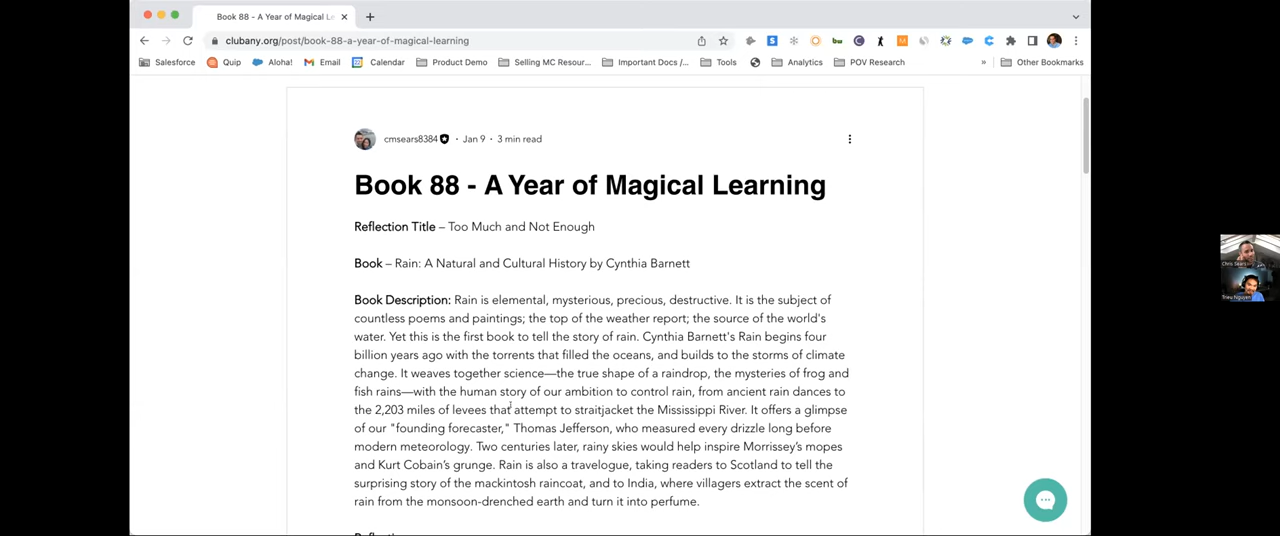 Book 88 - A Year of Magical Le
clubany.org/post/book-88-a-year-of-magical-learning
Salesforce Quip Aloha! Email Calendar Product Demo Selling MC Resour... Important Docs /... Tools Analytics POV Research » Other Bookmarks
cmsears8384 · Jan 9 · 3 min read
Book 88 - A Year of Magical Learning
Reflection Title – Too Much and Not Enough
Book – Rain: A Natural and Cultural History by Cynthia Barnett
Book Description: Rain is elemental, mysterious, precious, destructive. It is the subject of
countless poems and paintings; the top of the weather report; the source of the world's
water. Yet this is the first book to tell the story of rain. Cynthia Barnett's Rain begins four
billion years ago with the torrents that filled the oceans, and builds to the storms of climate
change. It weaves together science—the true shape of a raindrop, the mysteries of frog and
fish rains—with the human story of our ambition to control rain, from ancient rain dances to
the 2,203 miles of levees that attempt to straitjacket the Mississippi River. It offers a glimpse
of our "founding forecaster," Thomas Jefferson, who measured every drizzle long before
modern meteorology. Two centuries later, rainy skies would help inspire Morrissey's mopes
and Kurt Cobain's grunge. Rain is also a travelogue, taking readers to Scotland to tell the
surprising story of the mackintosh raincoat, and to India, where villagers extract the scent of
rain from the monsoon-drenched earth and turn it into perfume.
Chris Sears
Trieu Nguyen